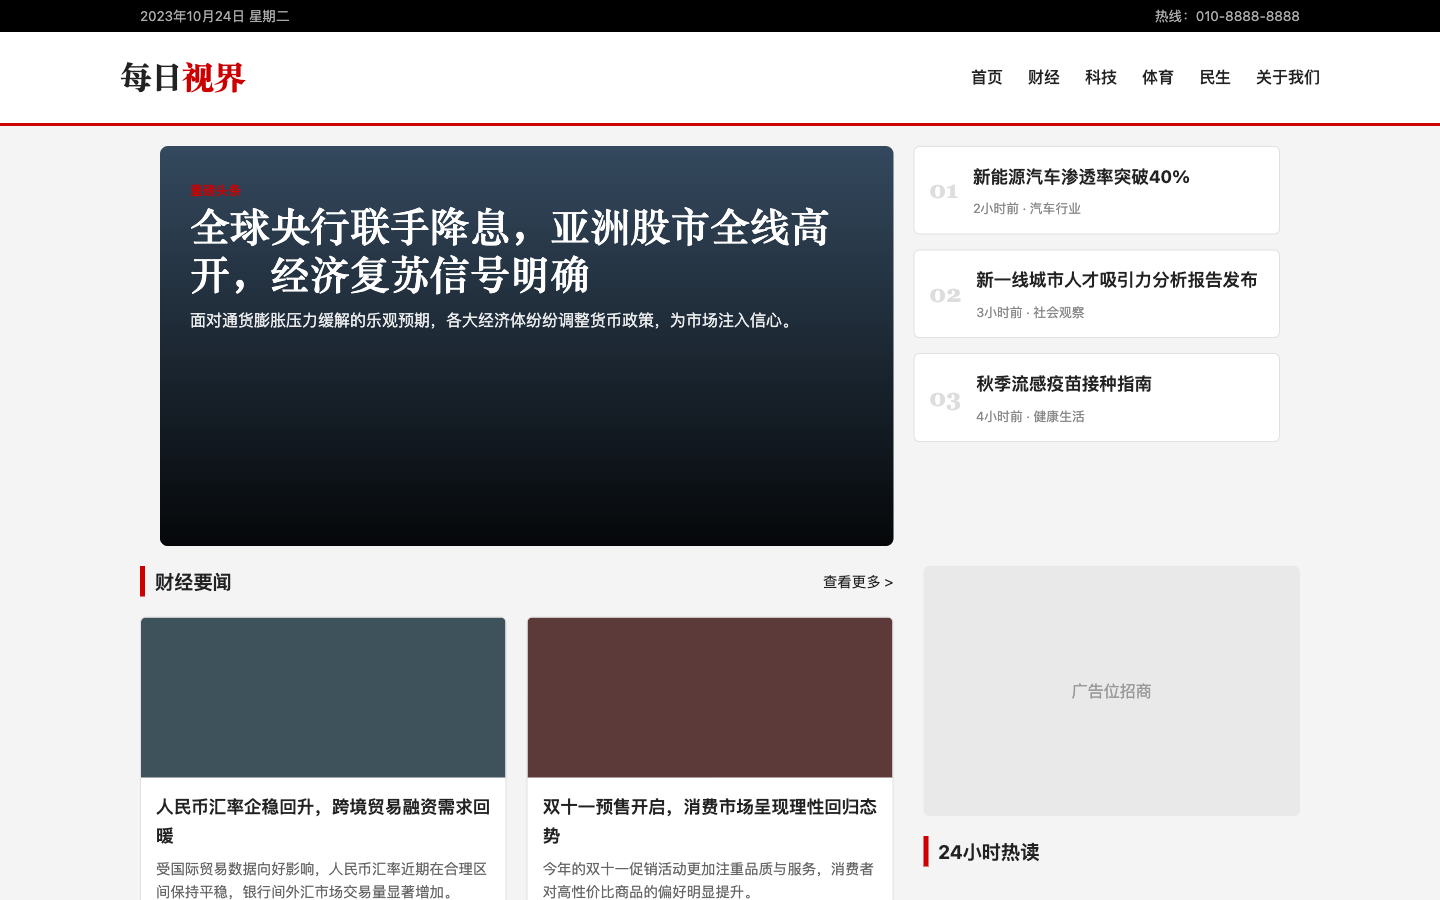 2023年10月24日 星期二
热线：010-8888-8888
每日视界
首页 财经 科技 体育 民生 关于我们
重磅头条
全球央行联手降息，亚洲股市全线高
开，经济复苏信号明确
面对通货膨胀压力缓解的乐观预期，各大经济体纷纷调整货币政策，为市场注入信心。
01
新能源汽车渗透率突破40%
2小时前 · 汽车行业
02
新一线城市人才吸引力分析报告发布
3小时前 · 社会观察
03
秋季流感疫苗接种指南
4小时前 · 健康生活
财经要闻
查看更多 >
人民币汇率企稳回升，跨境贸易融资需求回
暖
受国际贸易数据向好影响，人民币汇率近期在合理区
间保持平稳，银行间外汇市场交易量显著增加。
双十一预售开启，消费市场呈现理性回归态
势
今年的双十一促销活动更加注重品质与服务，消费者
对高性价比商品的偏好明显提升。
广告位招商
24小时热读